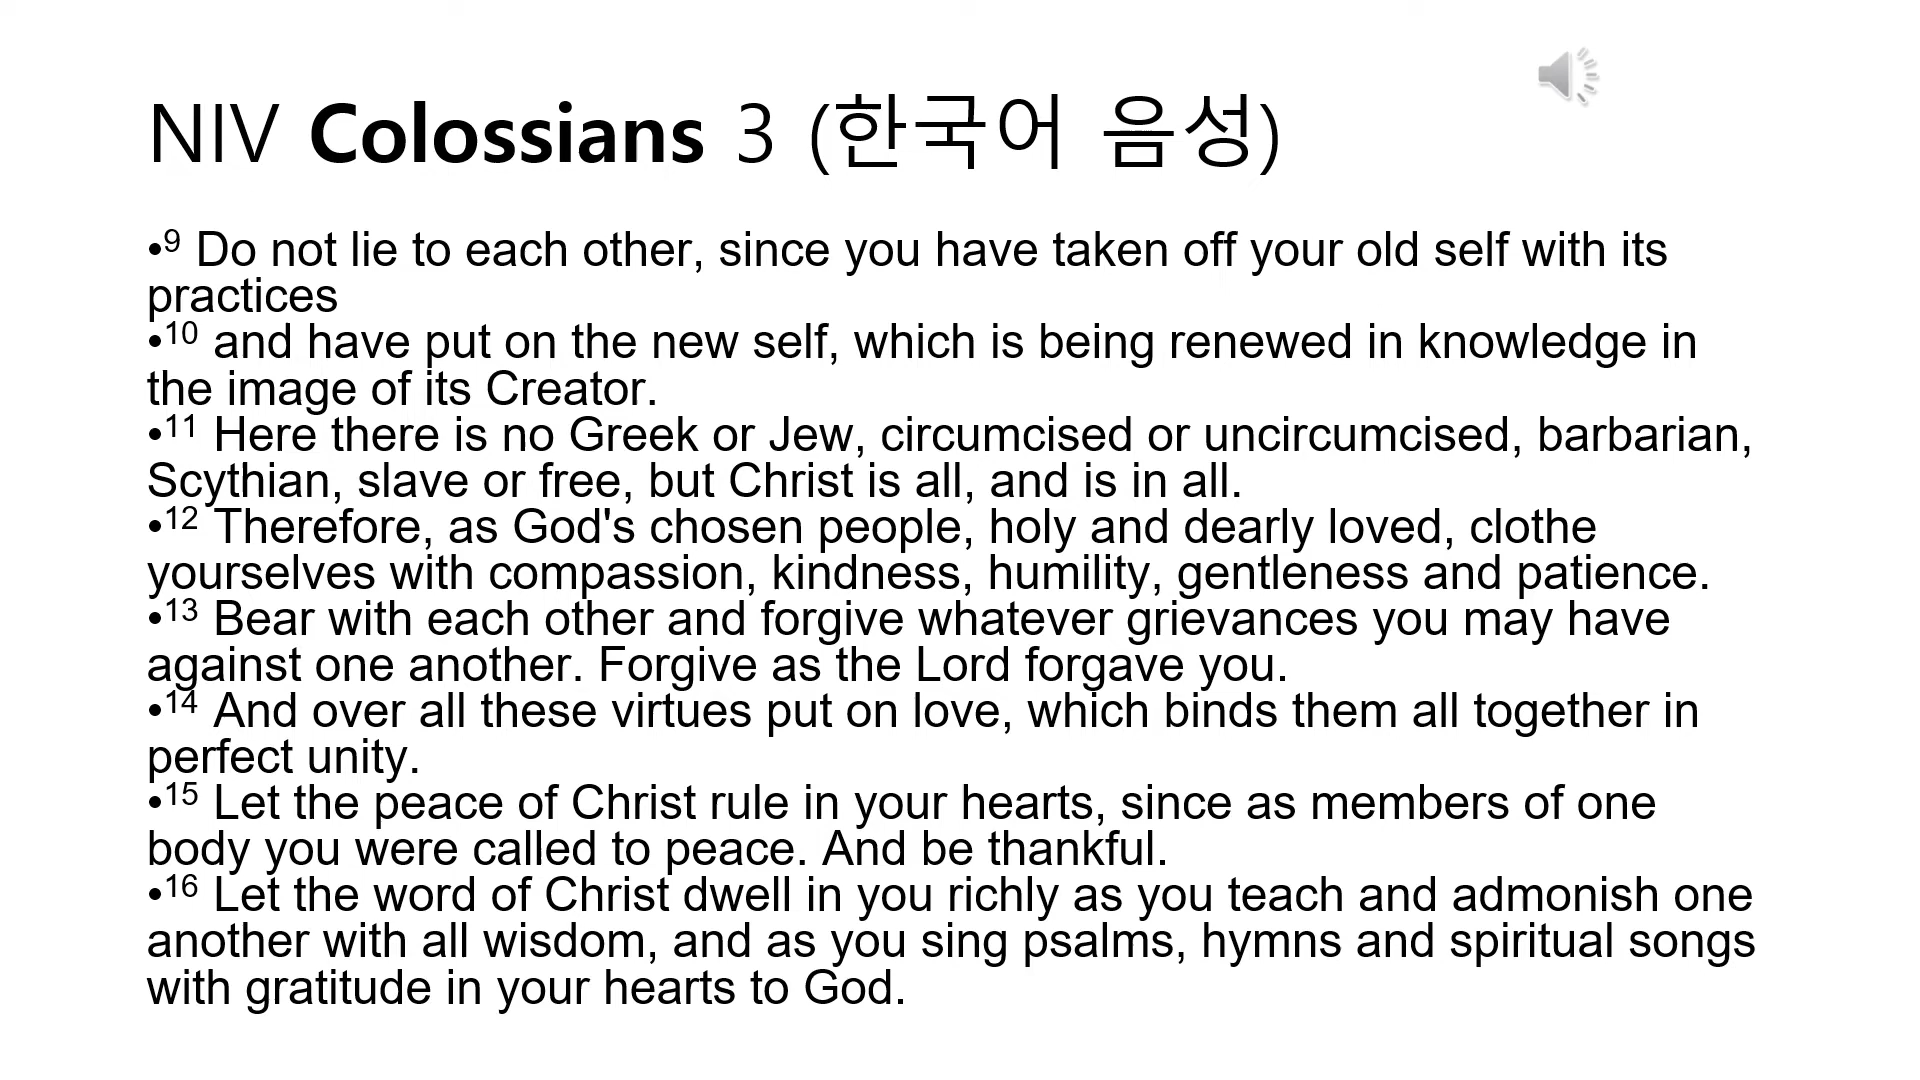 NIV Colossians 3 (한국어 음성)
•9 Do not lie to each other, since you have taken off your old self with its
practices
•10 and have put on the new self, which is being renewed in knowledge in
the image of its Creator.
•11 Here there is no Greek or Jew, circumcised or uncircumcised, barbarian,
Scythian, slave or free, but Christ is all, and is in all.
•12 Therefore, as God's chosen people, holy and dearly loved, clothe
yourselves with compassion, kindness, humility, gentleness and patience.
•13 Bear with each other and forgive whatever grievances you may have
against one another. Forgive as the Lord forgave you.
•14 And over all these virtues put on love, which binds them all together in
perfect unity.
•15 Let the peace of Christ rule in your hearts, since as members of one
body you were called to peace. And be thankful.
•16 Let the word of Christ dwell in you richly as you teach and admonish one
another with all wisdom, and as you sing psalms, hymns and spiritual songs
with gratitude in your hearts to God.